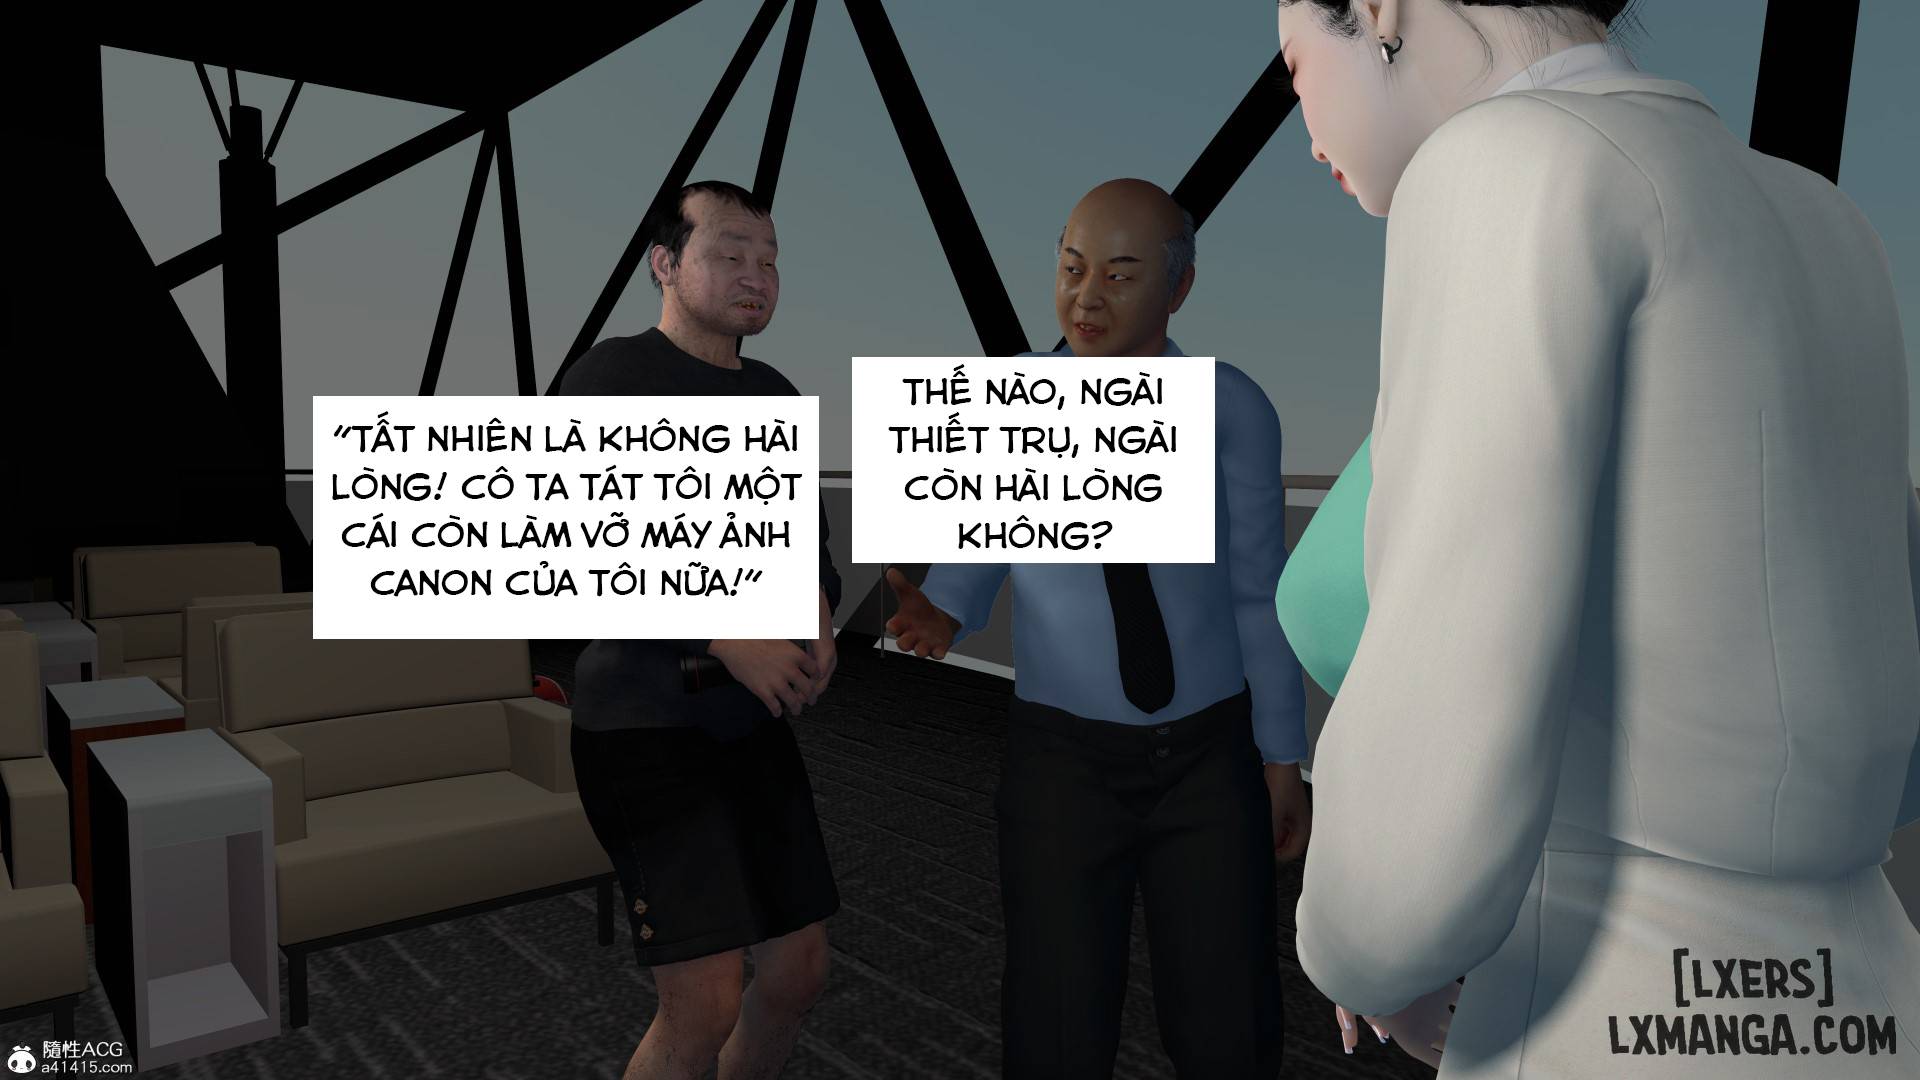 THẾ NÀO, NGÀI
THIẾT TRỤ, NGÀI
CÒN HÀI LÒNG
KHÔNG?
"TẤT NHIÊN LÀ KHÔNG HÀI
LÒNG! CÔ TA TÁT TÔI MỘT
CÁI CÒN LÀM VỠ MÁY ẢNH
CANON CỦA TÔI NỮA!"
[LXERS]
LXMANGA.COM
隨性ACG
a41415.com